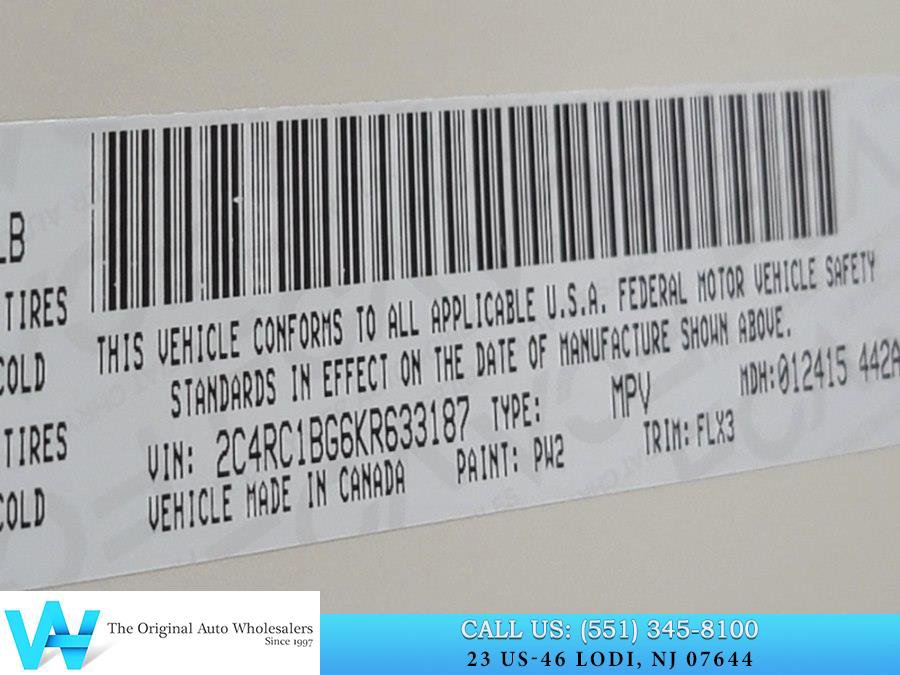 LB
TIRES
COLD
TIRES
COLD
THIS VEHICLE CONFORMS TO ALL APPLICABLE U.S.A. FEDERAL MOTOR VEHICLE SAFETY
STANDARDS IN EFFECT ON THE DATE OF MANUFACTURE SHOWN ABOVE.
VIN: 2C4RC1BG6KR633187 TYPE: MPV MDH:012415 442A
VEHICLE MADE IN CANADA PAINT: PW2 TRIM: FLX3
The Original Auto Wholesalers
Since 1997
CALL US: (551) 345-8100
23 US-46 LODI, NJ 07644